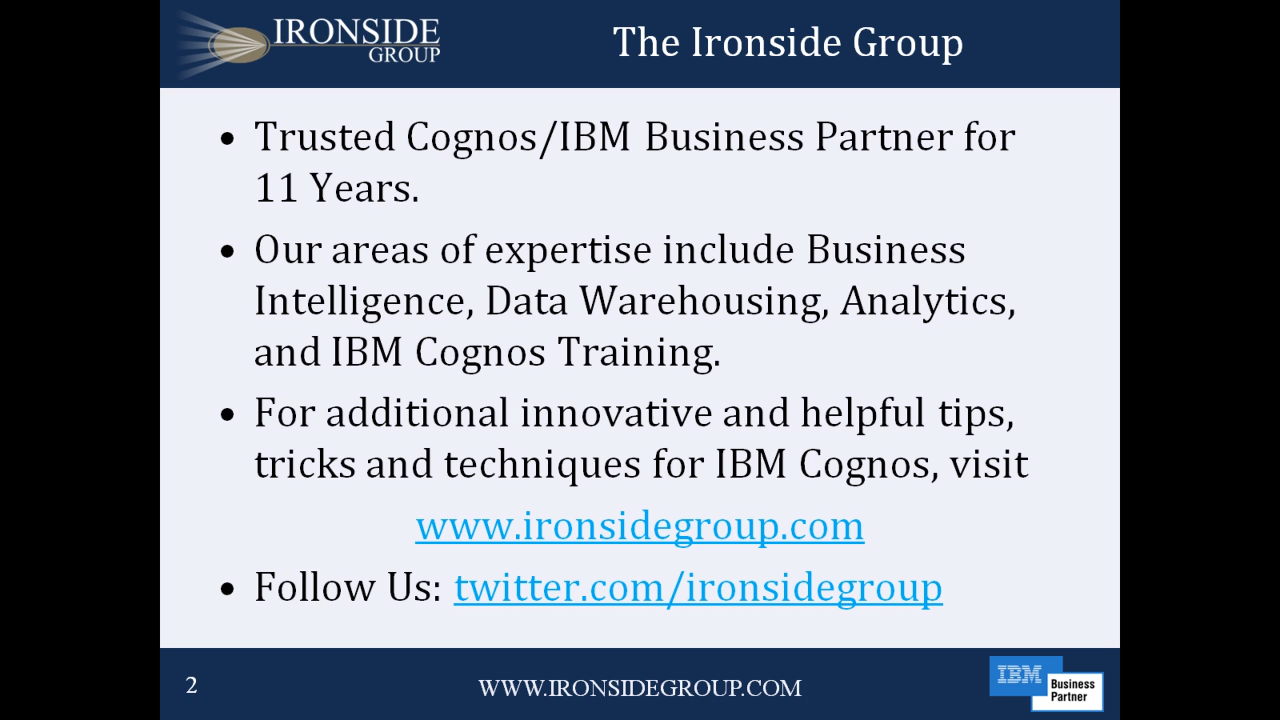 IRONSIDE
GROUP
The Ironside Group
• Trusted Cognos/IBM Business Partner for
11 Years.
• Our areas of expertise include Business
Intelligence, Data Warehousing, Analytics,
and IBM Cognos Training.
• For additional innovative and helpful tips,
tricks and techniques for IBM Cognos, visit
www.ironsidegroup.com
• Follow Us: twitter.com/ironsidegroup
2
WWW.IRONSIDEGROUP.COM
IBM
Business
Partner